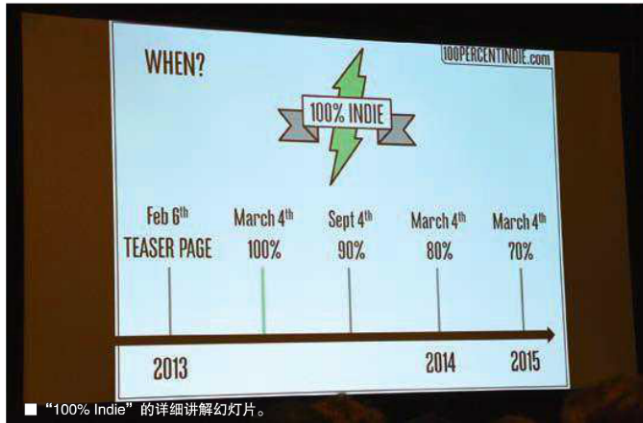 WHEN?
100PERCENTINDIE.com
100% INDIE
Feb 6th March 4th Sept 4th March 4th March 4th
TEASER PAGE 100% 90% 80% 70%
2013 2014 2015
■ “100% Indie”的详细讲解幻灯片。